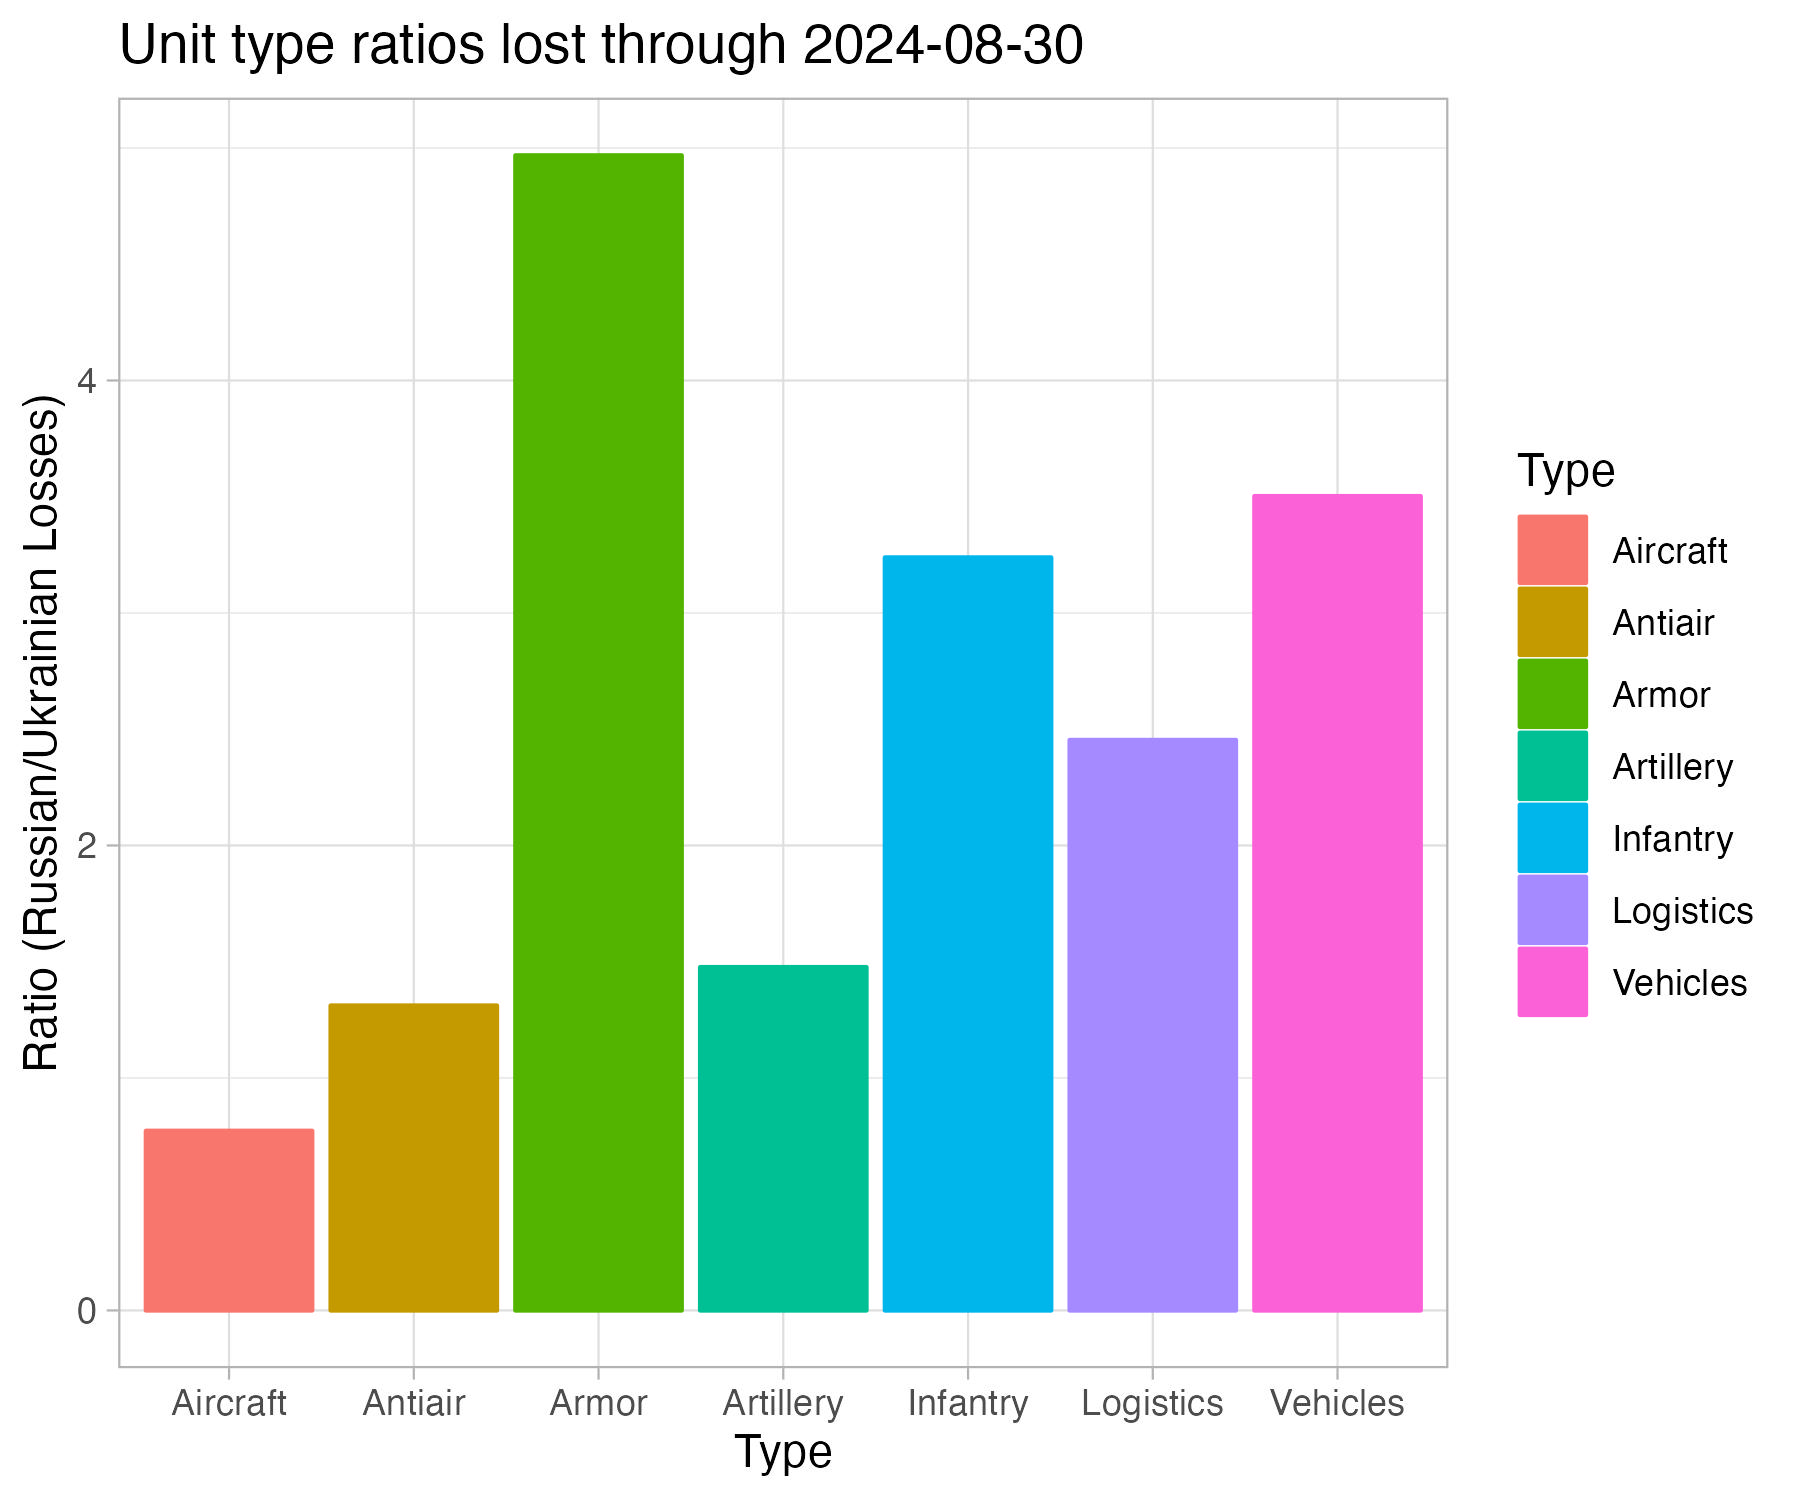 Unit type ratios lost through 2024-08-30
Ratio (Russian/Ukrainian Losses)
4
2
0
Aircraft
Antiair
Armor
Artillery
Infantry
Logistics
Vehicles
Type
Type
Aircraft
Antiair
Armor
Artillery
Infantry
Logistics
Vehicles